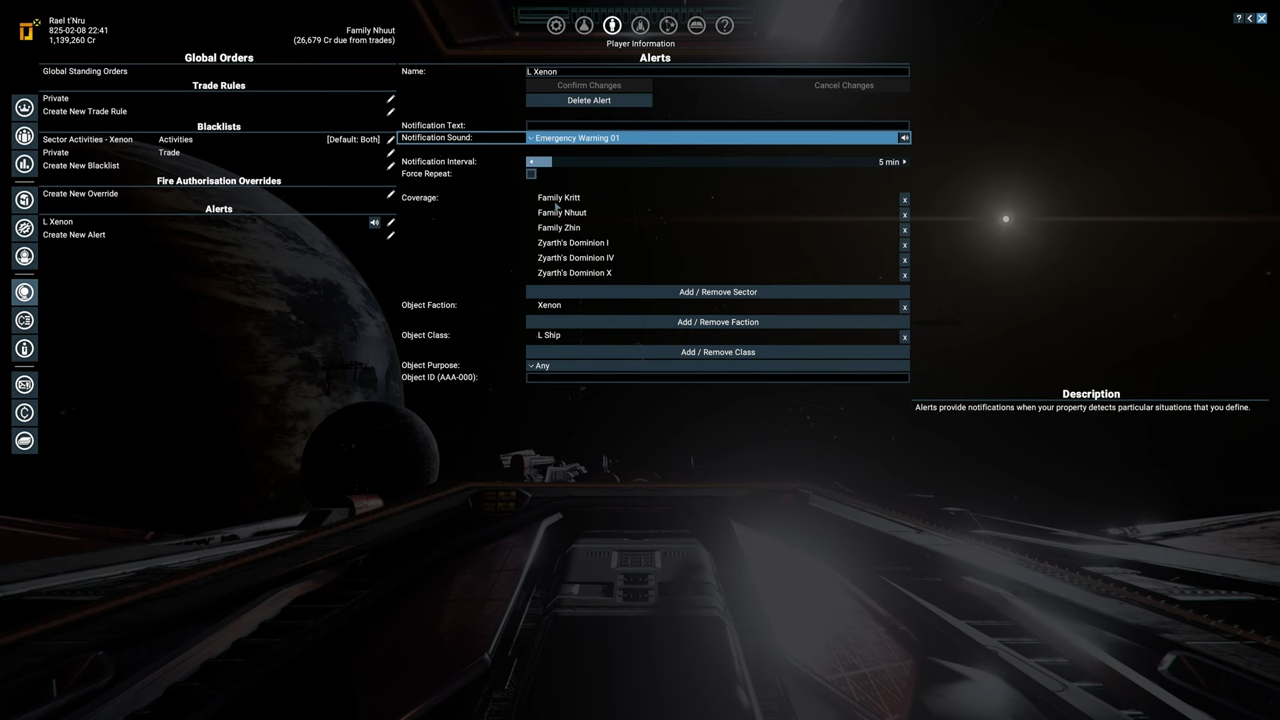 Rael t'Nru
825-02-08 22:41
1,139,260 Cr
Family Nhuut
(26,679 Cr due from trades)
Player Information
Global Orders
Global Standing Orders
Trade Rules
Private
Create New Trade Rule
Blacklists
Sector Activities - Xenon Activities [Default: Both]
Private Trade
Create New Blacklist
Fire Authorisation Overrides
Create New Override
Alerts
L Xenon
Create New Alert
Alerts
Name: L Xenon
Confirm Changes Cancel Changes
Delete Alert
Notification Text:
Notification Sound: Emergency Warning 01
Notification Interval: 5 min
Force Repeat:
Coverage: Family Kritt x
Family Nhuut x
Family Zhin x
Zyarth's Dominion I x
Zyarth's Dominion IV x
Zyarth's Dominion X x
Add / Remove Sector
Object Faction: Xenon x
Add / Remove Faction
Object Class: L Ship x
Add / Remove Class
Object Purpose: Any
Object ID (AAA-000):
Description
Alerts provide notifications when your property detects particular situations that you define.